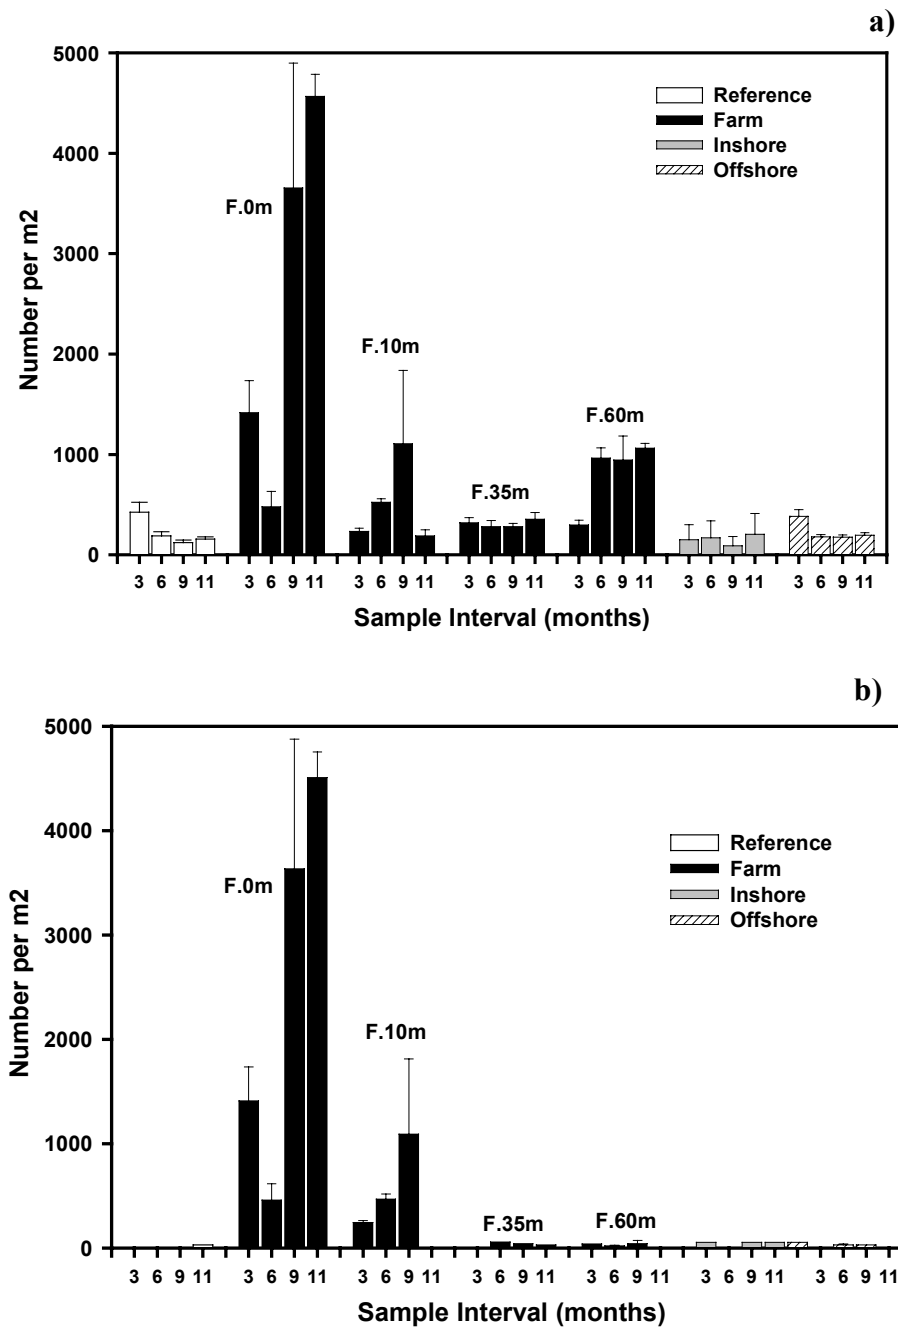 a)
5000
4000
3000
2000
1000
0
Number per m2
Reference
Farm
Inshore
Offshore
F.0m
F.10m
F.35m
F.60m
3 6 9 11 3 6 9 11 3 6 9 11 3 6 9 11 3 6 9 11 3 6 9 11 3 6 9 11
Sample Interval (months)
b)
5000
4000
3000
2000
1000
0
Number per m2
Reference
Farm
Inshore
Offshore
F.0m
F.10m
F.35m
F.60m
3 6 9 11 3 6 9 11 3 6 9 11 3 6 9 11 3 6 9 11 3 6 9 11 3 6 9 11
Sample Interval (months)